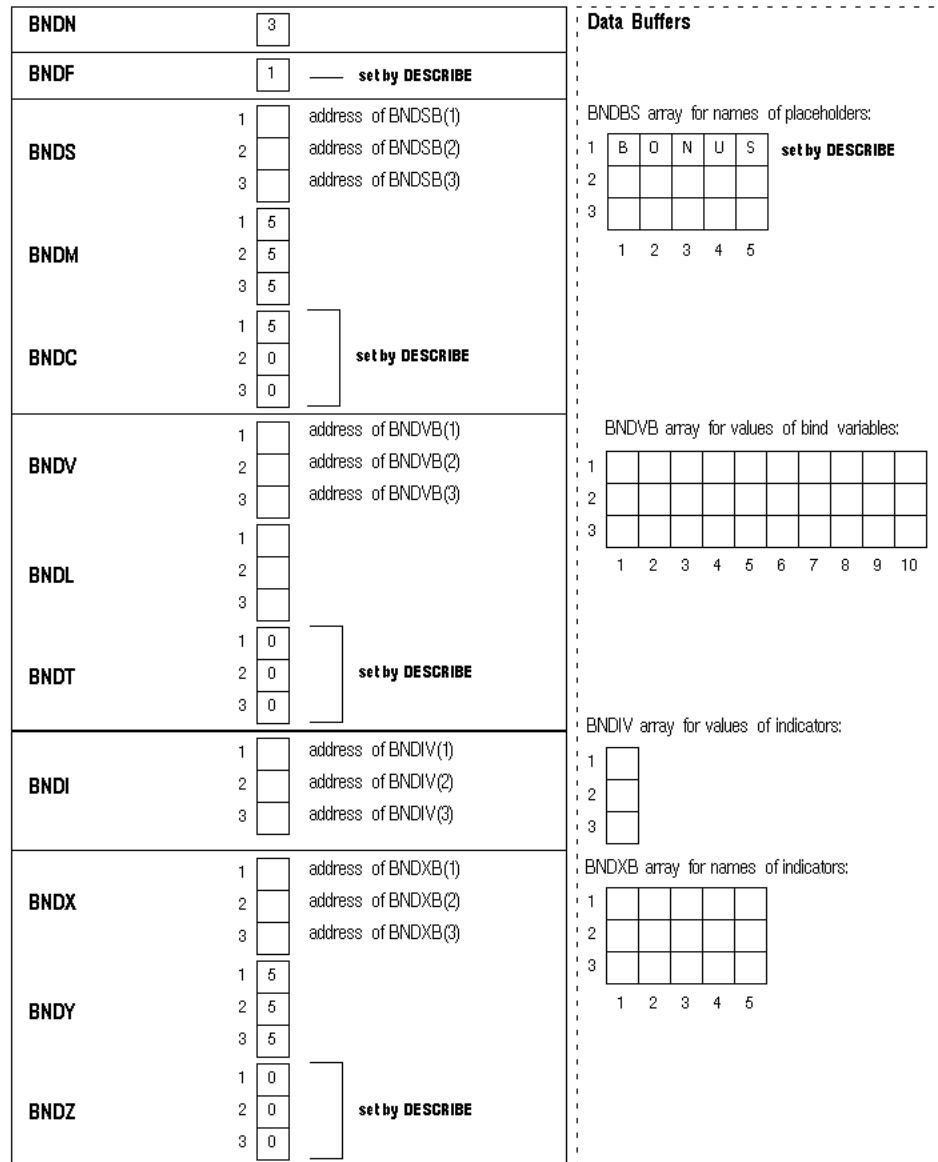 BNDN 3
BNDF 1 set by DESCRIBE
BNDS
1 address of BNDSB(1)
2 address of BNDSB(2)
3 address of BNDSB(3)
BNDM
1 5
2 5
3 5
BNDC
1 5
2 0
3 0
set by DESCRIBE
BNDV
1 address of BNDVB(1)
2 address of BNDVB(2)
3 address of BNDVB(3)
BNDL
1
2
3
BNDT
1 0
2 0
3 0
set by DESCRIBE
BNDI
1 address of BNDIV(1)
2 address of BNDIV(2)
3 address of BNDIV(3)
BNDX
1 address of BNDXB(1)
2 address of BNDXB(2)
3 address of BNDXB(3)
BNDY
1 5
2 5
3 5
BNDZ
1 0
2 0
3 0
set by DESCRIBE
Data Buffers
BNDBS array for names of placeholders:
1 B O N U S set by DESCRIBE
2
3
1 2 3 4 5
BNDVB array for values of bind variables:
1
2
3
1 2 3 4 5 6 7 8 9 10
BNDIV array for values of indicators:
1
2
3
BNDXB array for names of indicators:
1
2
3
1 2 3 4 5